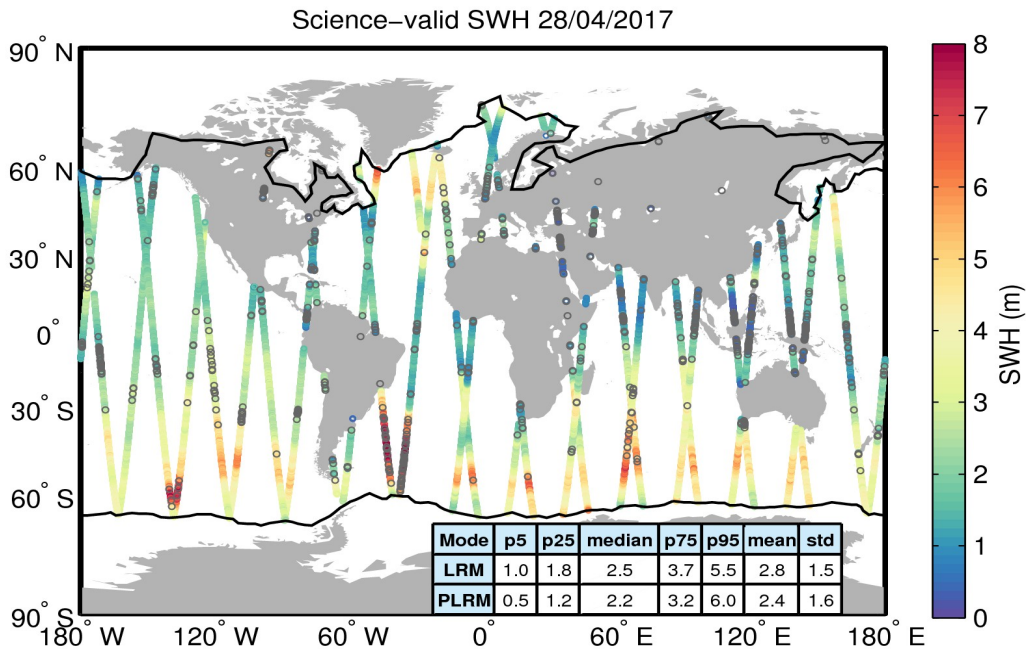 Science-valid SWH 28/04/2017
90° N
60° N
30° N
0°
30° S
60° S
90° S
180° W
120° W
60° W
0°
60° E
120° E
180° E
Mode p5 p25 median p75 p95 mean std
LRM 1.0 1.8 2.5 3.7 5.5 2.8 1.5
PLRM 0.5 1.2 2.2 3.2 6.0 2.4 1.6
8
7
6
5
4
3
2
1
0
SWH (m)